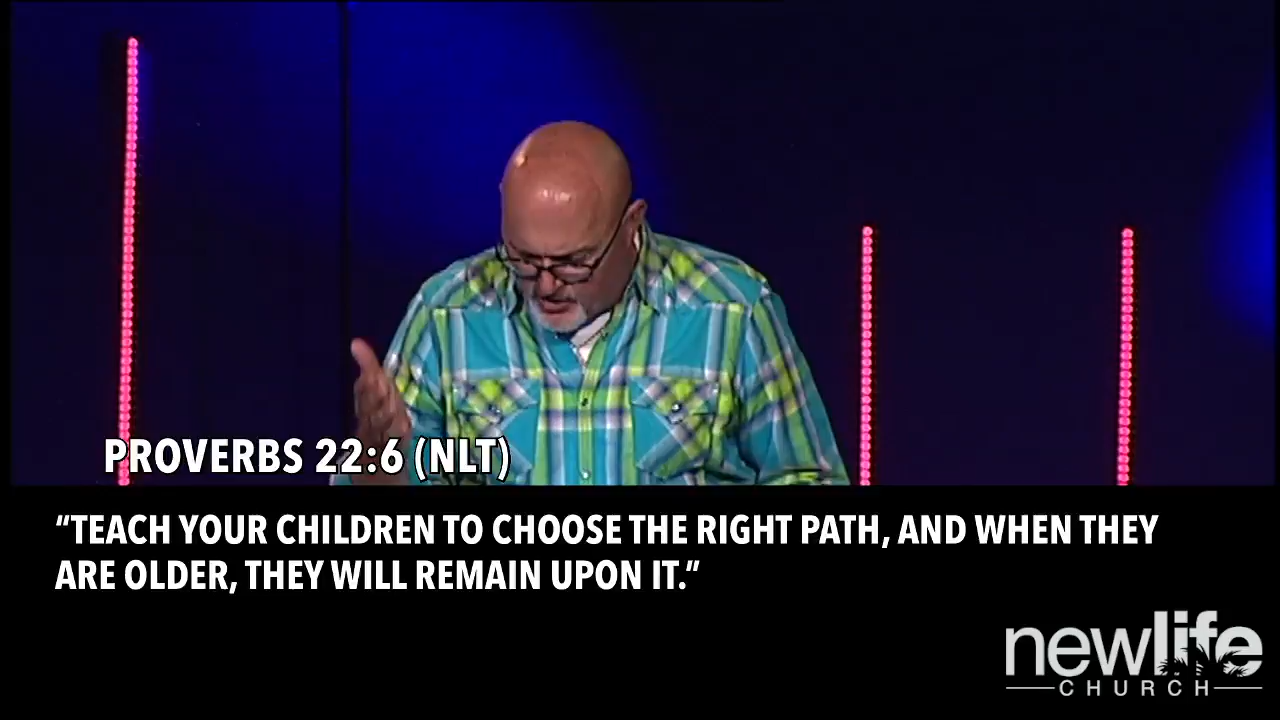 PROVERBS 22:6 (NLT)
“TEACH YOUR CHILDREN TO CHOOSE THE RIGHT PATH, AND WHEN THEY
ARE OLDER, THEY WILL REMAIN UPON IT.”
newlife
CHURCH